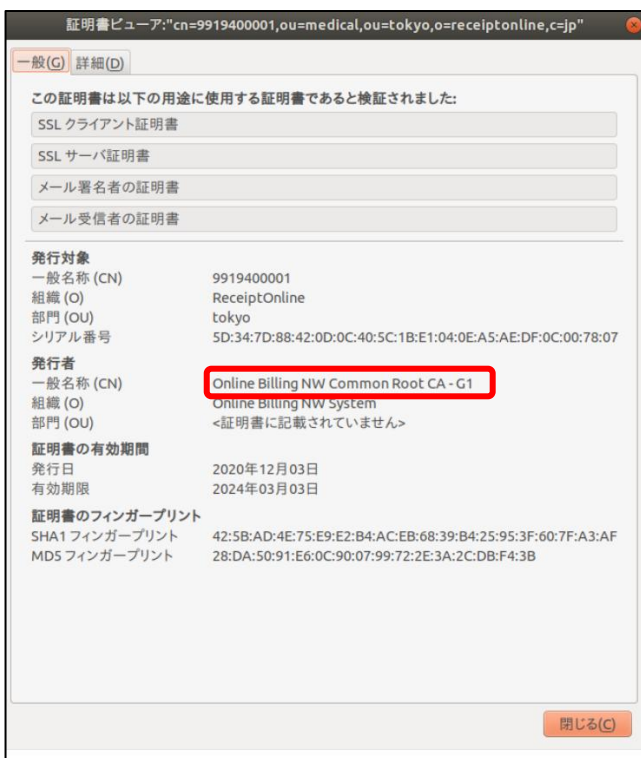 証明書ビューア:"cn=9919400001,ou=medical,ou=tokyo,o=receiptonline,c=jp"
一般(G) 詳細(D)
この証明書は以下の用途に使用する証明書であると検証されました:
SSL クライアント証明書
SSL サーバ証明書
メール署名者の証明書
メール受信者の証明書
発行対象
一般名称 (CN) 9919400001
組織 (O) ReceiptOnline
部門 (OU) tokyo
シリアル番号 5D:34:7D:88:42:0D:0C:40:5C:1B:E1:04:0E:A5:AE:DF:0C:00:78:07
発行者
一般名称 (CN) Online Billing NW Common Root CA - G1
組織 (O) Online Billing NW System
部門 (OU) <証明書に記載されていません>
証明書の有効期間
発行日 2020年12月03日
有効期限 2024年03月03日
証明書のフィンガープリント
SHA1 フィンガープリント 42:5B:AD:4E:75:E9:E2:B4:AC:EB:68:39:B4:25:95:3F:60:7F:A3:AF
MD5 フィンガープリント 28:DA:50:91:E6:0C:90:07:99:72:2E:3A:2C:DB:F4:3B
閉じる(C)